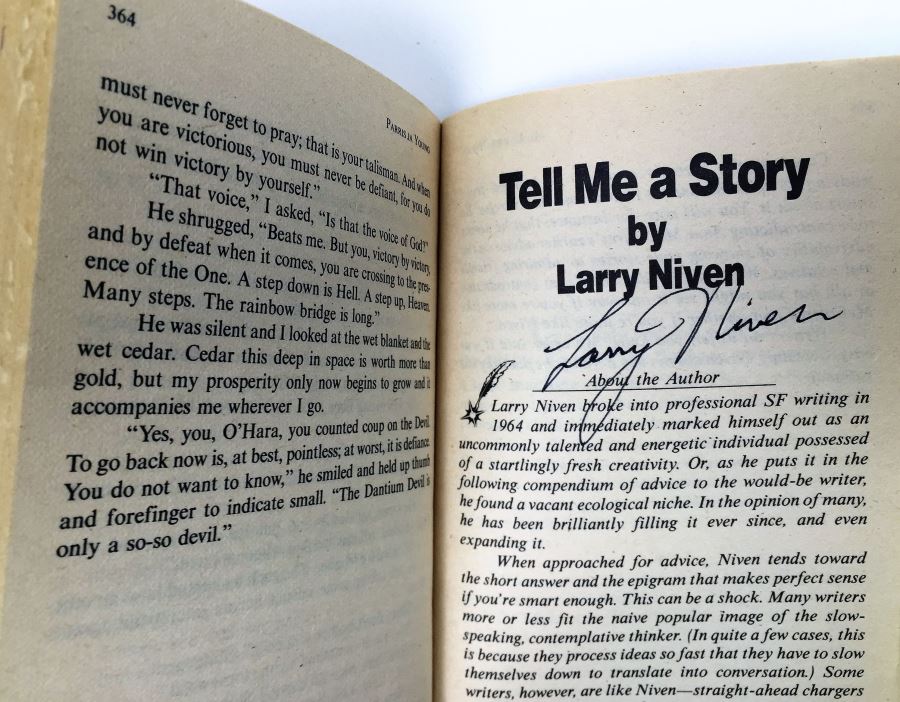 364
PARRIS JA YOUNG
must never forget to pray; that is your talisman. And when
you are victorious, you must never be defiant, for you do
not win victory by yourself."
"That voice," I asked, "Is that the voice of God?"
He shrugged, "Beats me. But you, victory by victory,
and by defeat when it comes, you are crossing to the pres-
ence of the One. A step down is Hell. A step up, Heaven.
Many steps. The rainbow bridge is long."
He was silent and I looked at the wet blanket and the
wet cedar. Cedar this deep in space is worth more than
gold, but my prosperity only now begins to grow and it
accompanies me wherever I go.
"Yes, you, O'Hara, you counted coup on the Devil.
To go back now is, at best, pointless; at worst, it is defiance.
You do not want to know," he smiled and held up thumb
and forefinger to indicate small. "The Dantium Devil is
only a so-so devil."
Tell Me a Story
by
Larry Niven
Larry Niven
About the Author
Larry Niven broke into professional SF writing in
1964 and immediately marked himself out as an
uncommonly talented and energetic individual possessed
of a startlingly fresh creativity. Or, as he puts it in the
following compendium of advice to the would-be writer,
he found a vacant ecological niche. In the opinion of many,
he has been brilliantly filling it ever since, and even
expanding it.
When approached for advice, Niven tends toward
the short answer and the epigram that makes perfect sense
if you're smart enough. This can be a shock. Many writers
more or less fit the naive popular image of the slow-
speaking, contemplative thinker. (In quite a few cases, this
is because they process ideas so fast that they have to slow
themselves down to translate into conversation.) Some
writers, however, are like Niven—straight-ahead chargers